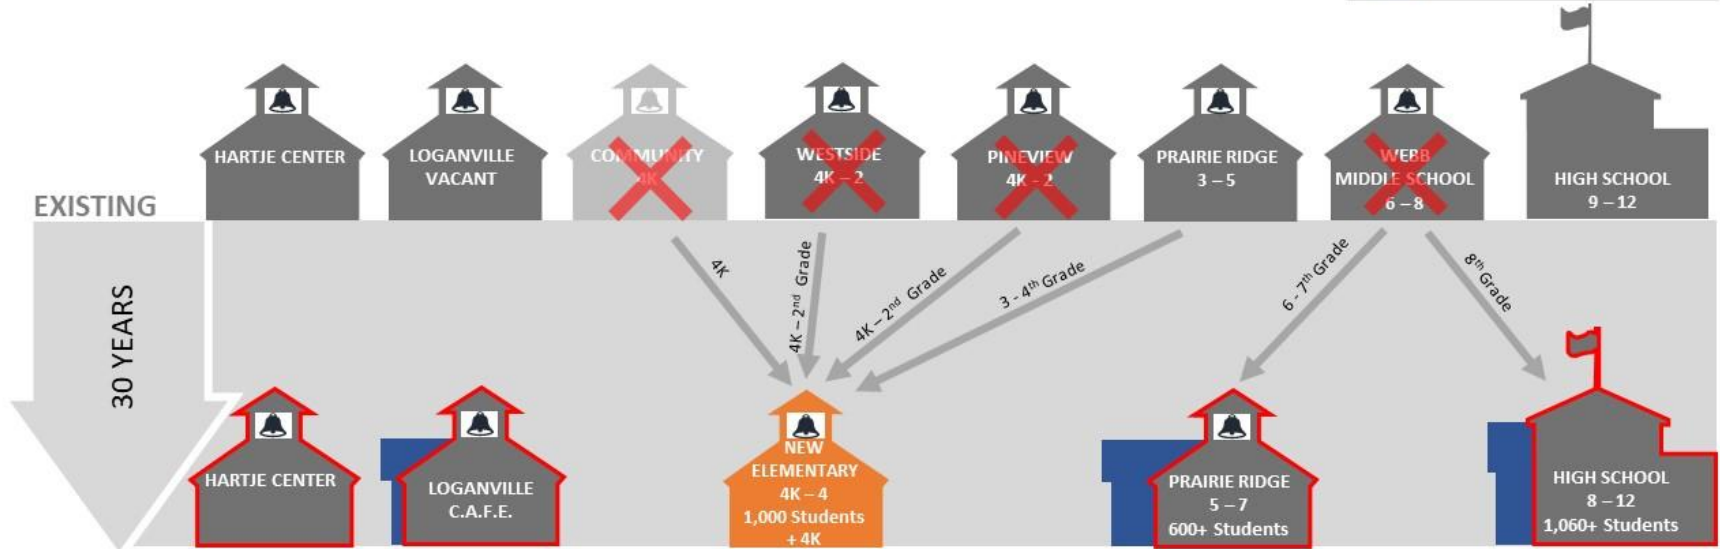 HARTJE CENTER
LOGANVILLE
VACANT
COMMUNITY
4K
WESTSIDE
4K – 2
PINEVIEW
4K - 2
PRAIRIE RIDGE
3 – 5
WEBB
MIDDLE SCHOOL
6 – 8
HIGH SCHOOL
9 – 12
EXISTING
30 YEARS
4K
4K – 2nd Grade
4K – 2nd Grade
3 - 4th Grade
6 - 7th Grade
8th Grade
HARTJE CENTER
LOGANVILLE
C.A.F.E.
NEW
ELEMENTARY
4K – 4
1,000 Students
+ 4K
PRAIRIE RIDGE
5 – 7
600+ Students
HIGH SCHOOL
8 – 12
1,060+ Students